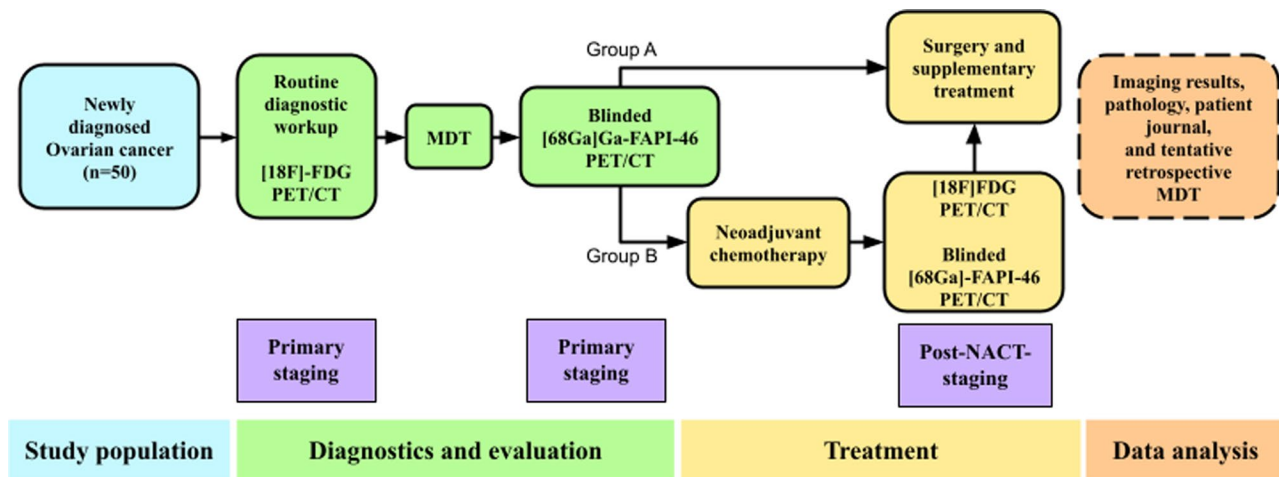 Newly
diagnosed
Ovarian cancer
(n=50)
Routine
diagnostic
workup
[18F]-FDG
PET/CT
MDT
Blinded
[68Ga]Ga-FAPI-46
PET/CT
Group A
Group B
Surgery and
supplementary
treatment
Neoadjuvant
chemotherapy
[18F]FDG
PET/CT
Blinded
[68Ga]-FAPI-46
PET/CT
Imaging results,
pathology, patient
journal,
and tentative
retrospective
MDT
Primary
staging
Primary
staging
Post-NACT-
staging
Study population
Diagnostics and evaluation
Treatment
Data analysis